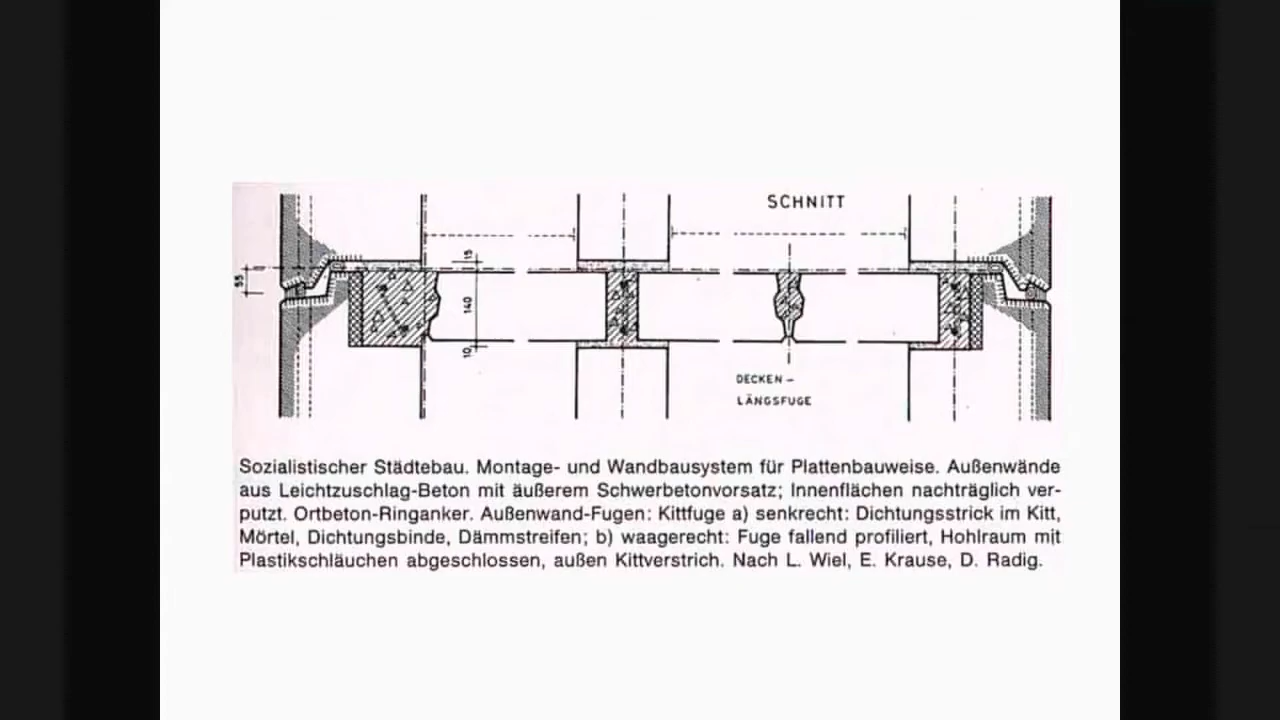 SCHNITT
15
55
140
10
DECKEN –
LÄNGSFUGE
Sozialistischer Städtebau. Montage- und Wandbausystem für Plattenbauweise. Außenwände
aus Leichtzuschlag-Beton mit äußerem Schwerbetonvorsatz; Innenflächen nachträglich ver-
putzt. Ortbeton-Ringanker. Außenwand-Fugen: Kittfuge a) senkrecht: Dichtungsstrick im Kitt,
Mörtel, Dichtungsbinde, Dämmstreifen; b) waagerecht: Fuge fallend profiliert, Hohlraum mit
Plastikschläuchen abgeschlossen, außen Kittverstrich. Nach L. Wiel, E. Krause, D. Radig.